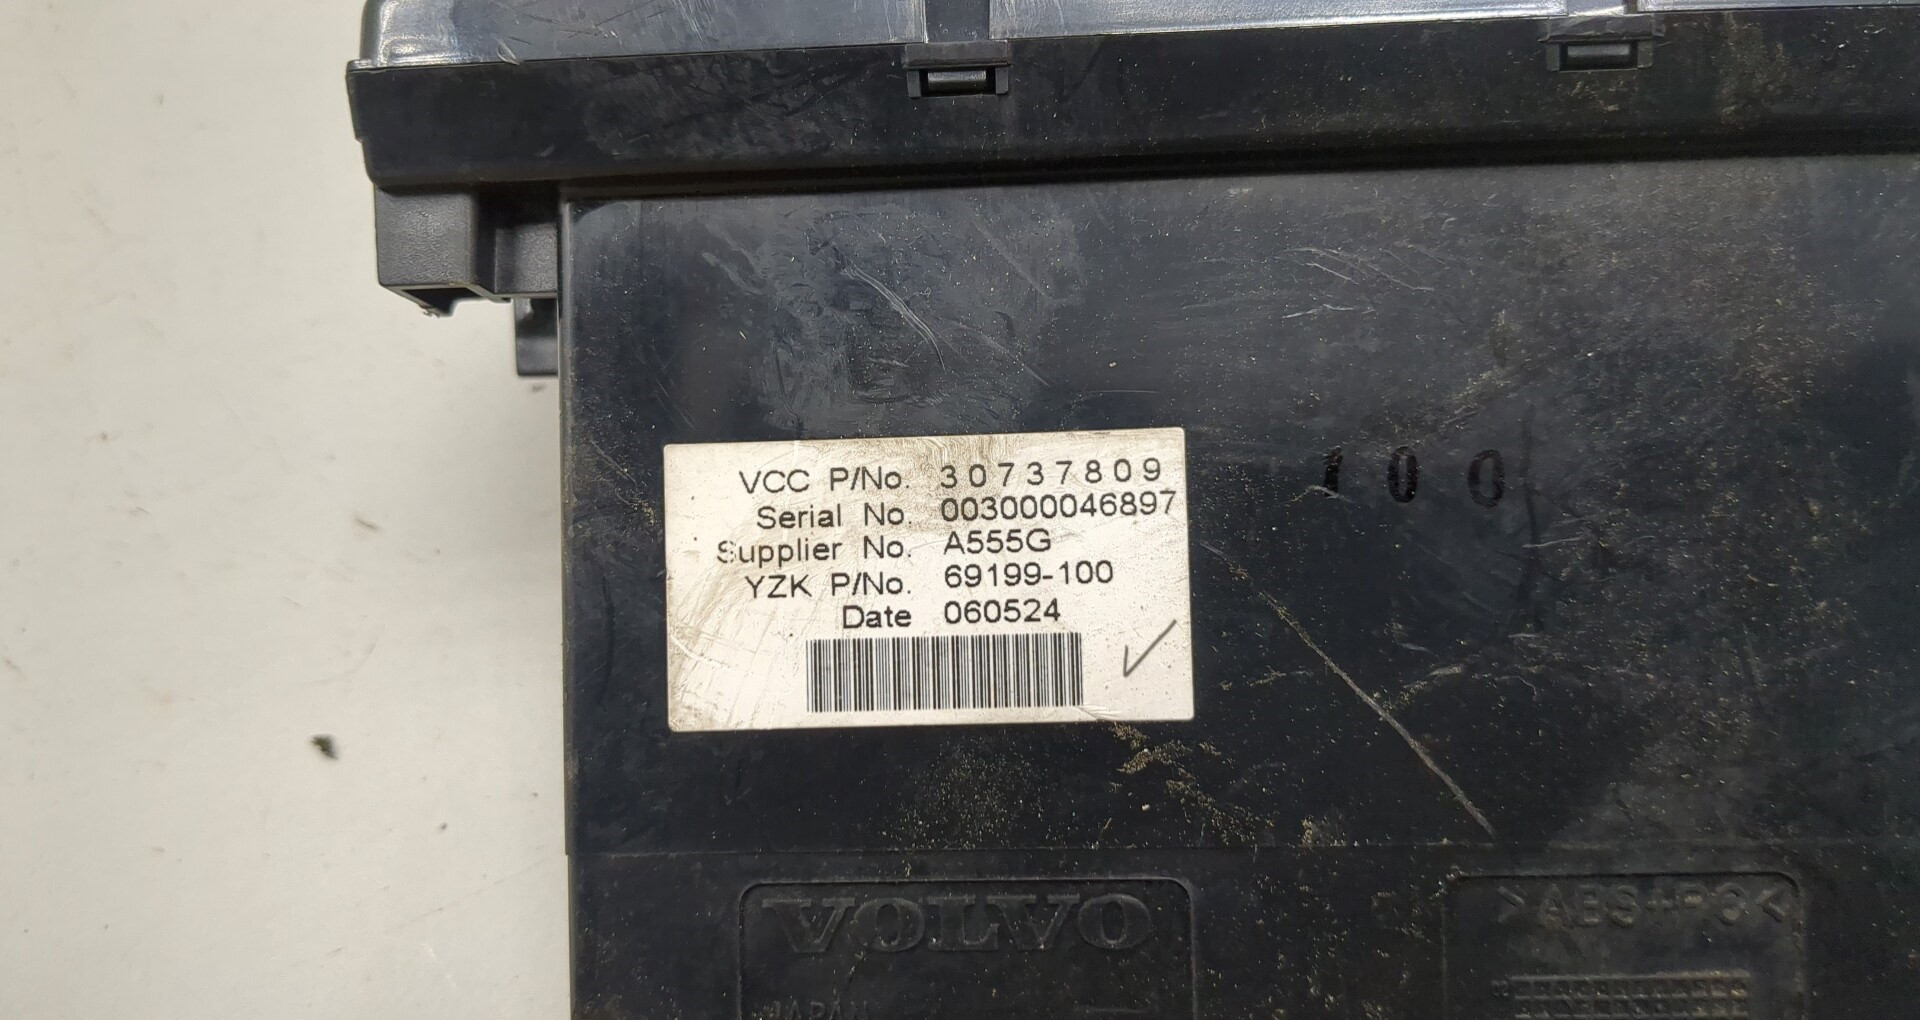 VCC P/No. 30737809
Serial No. 003000046897
Supplier No. A555G
YZK P/No. 69199-100
Date 060524
100
VOLVO
>ABS+PC<
JAPAN